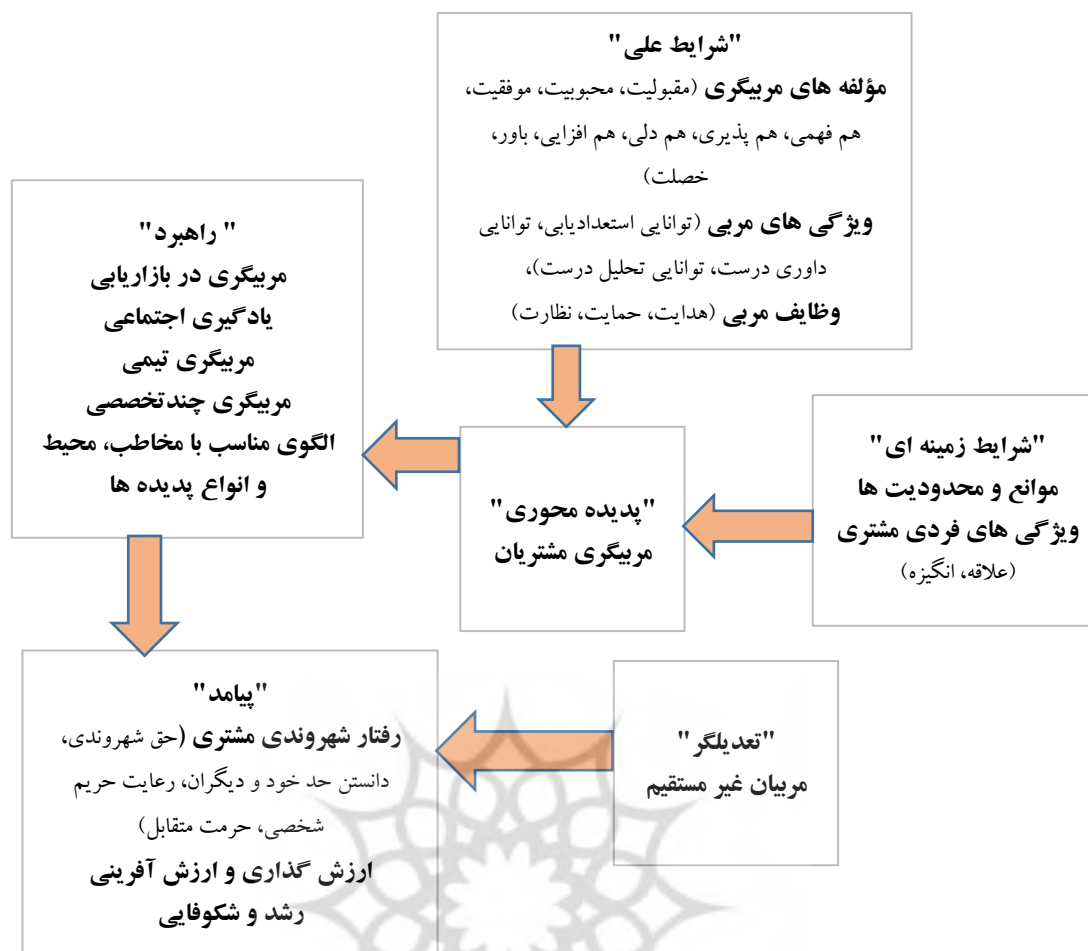 "شرایط علی"
مؤلفه های مربیگری (مقبولیت، محبوبیت، موفقیت،
هم فهمی، هم پذیری، هم دلی، هم افزایی، باور،
خصلت)
ویژگی های مربی (توانایی استعدادیابی، توانایی
داوری درست، توانایی تحلیل درست)،
وظایف مربی (هدایت، حمایت، نظارت)
"شرایط زمینه ای"
موانع و محدودیت ها
ویژگی های فردی مشتری
(علاقه، انگیزه)
"پدیده محوری"
مربیگری مشتریان
" راهبرد"
مربیگری در بازاریابی
یادگیری اجتماعی
مربیگری تیمی
مربیگری چندتخصصی
الگوی مناسب با مخاطب، محیط
و انواع پدیده ها
"تعدیلگر"
مربیان غیر مستقیم
"پیامد"
رفتار شهروندی مشتری (حق شهروندی،
دانستن حد خود و دیگران، رعایت حریم
شخصی، حرمت متقابل)
ارزش گذاری و ارزش آفرینی
رشد و شکوفایی